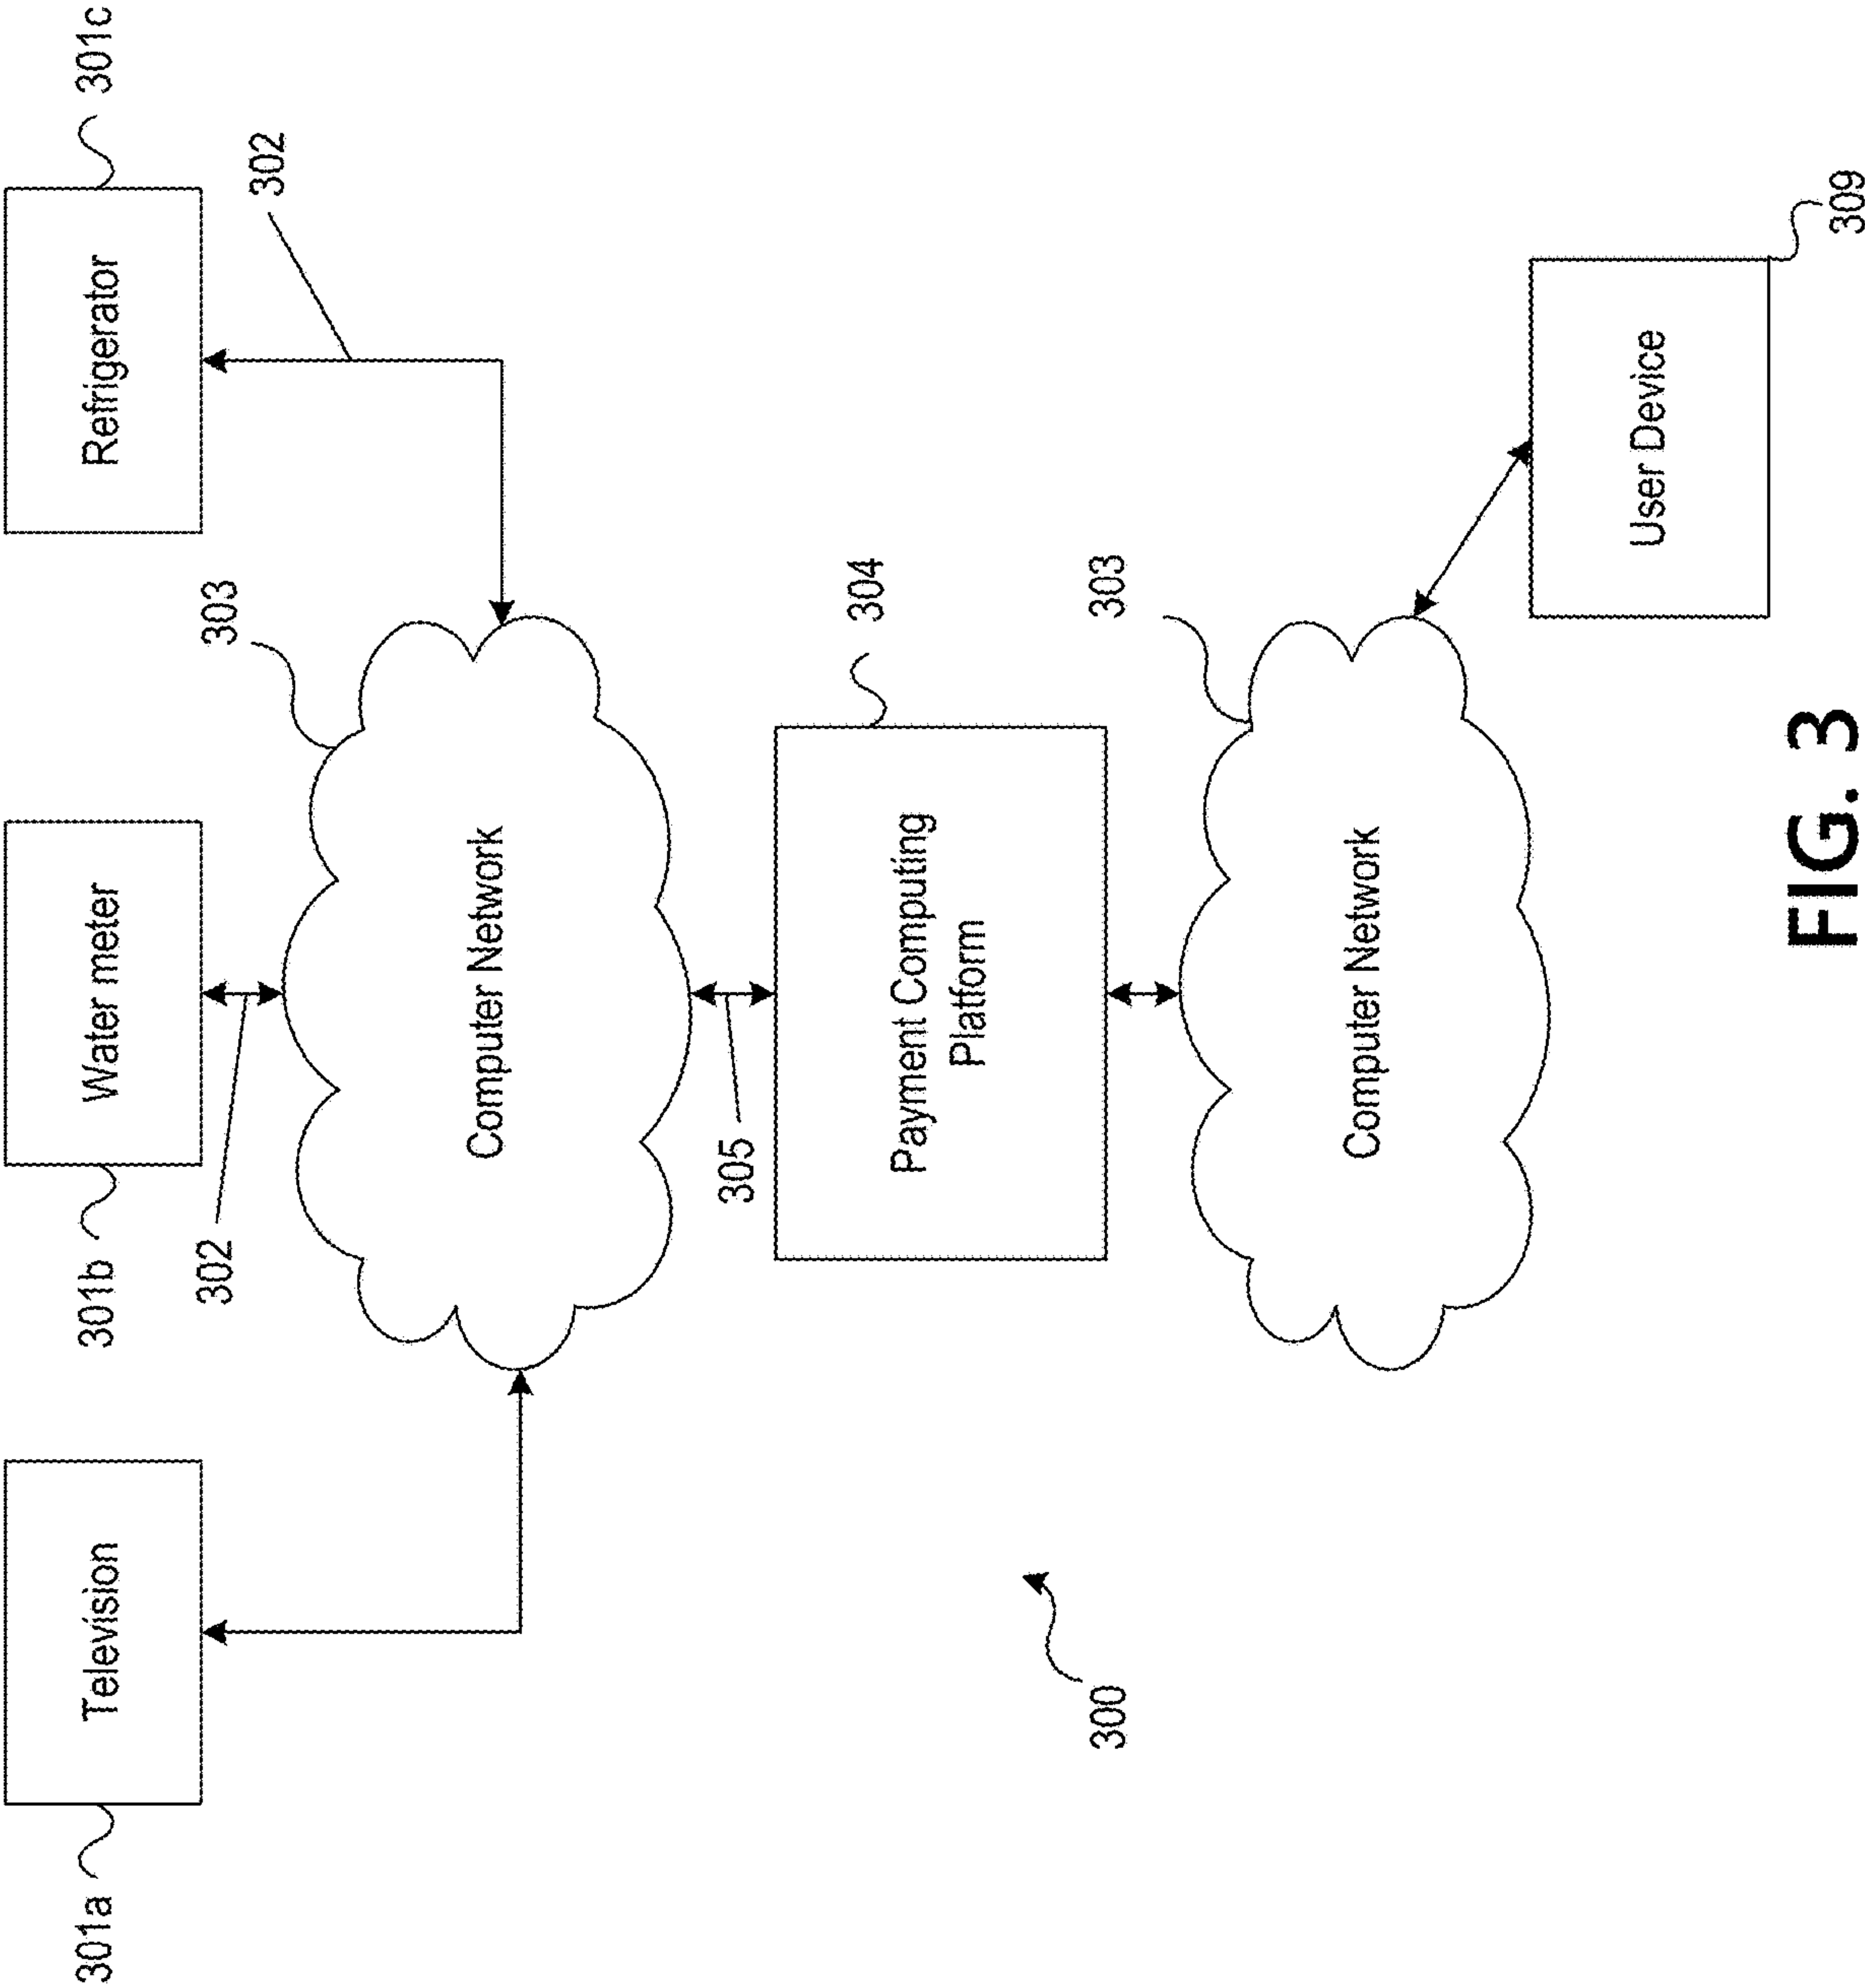 301a
Television
301b
Water meter
Refrigerator
301c
302
302
303
Computer Network
305
304
Payment Computing
Platform
300
303
Computer Network
User Device
309
FIG. 3